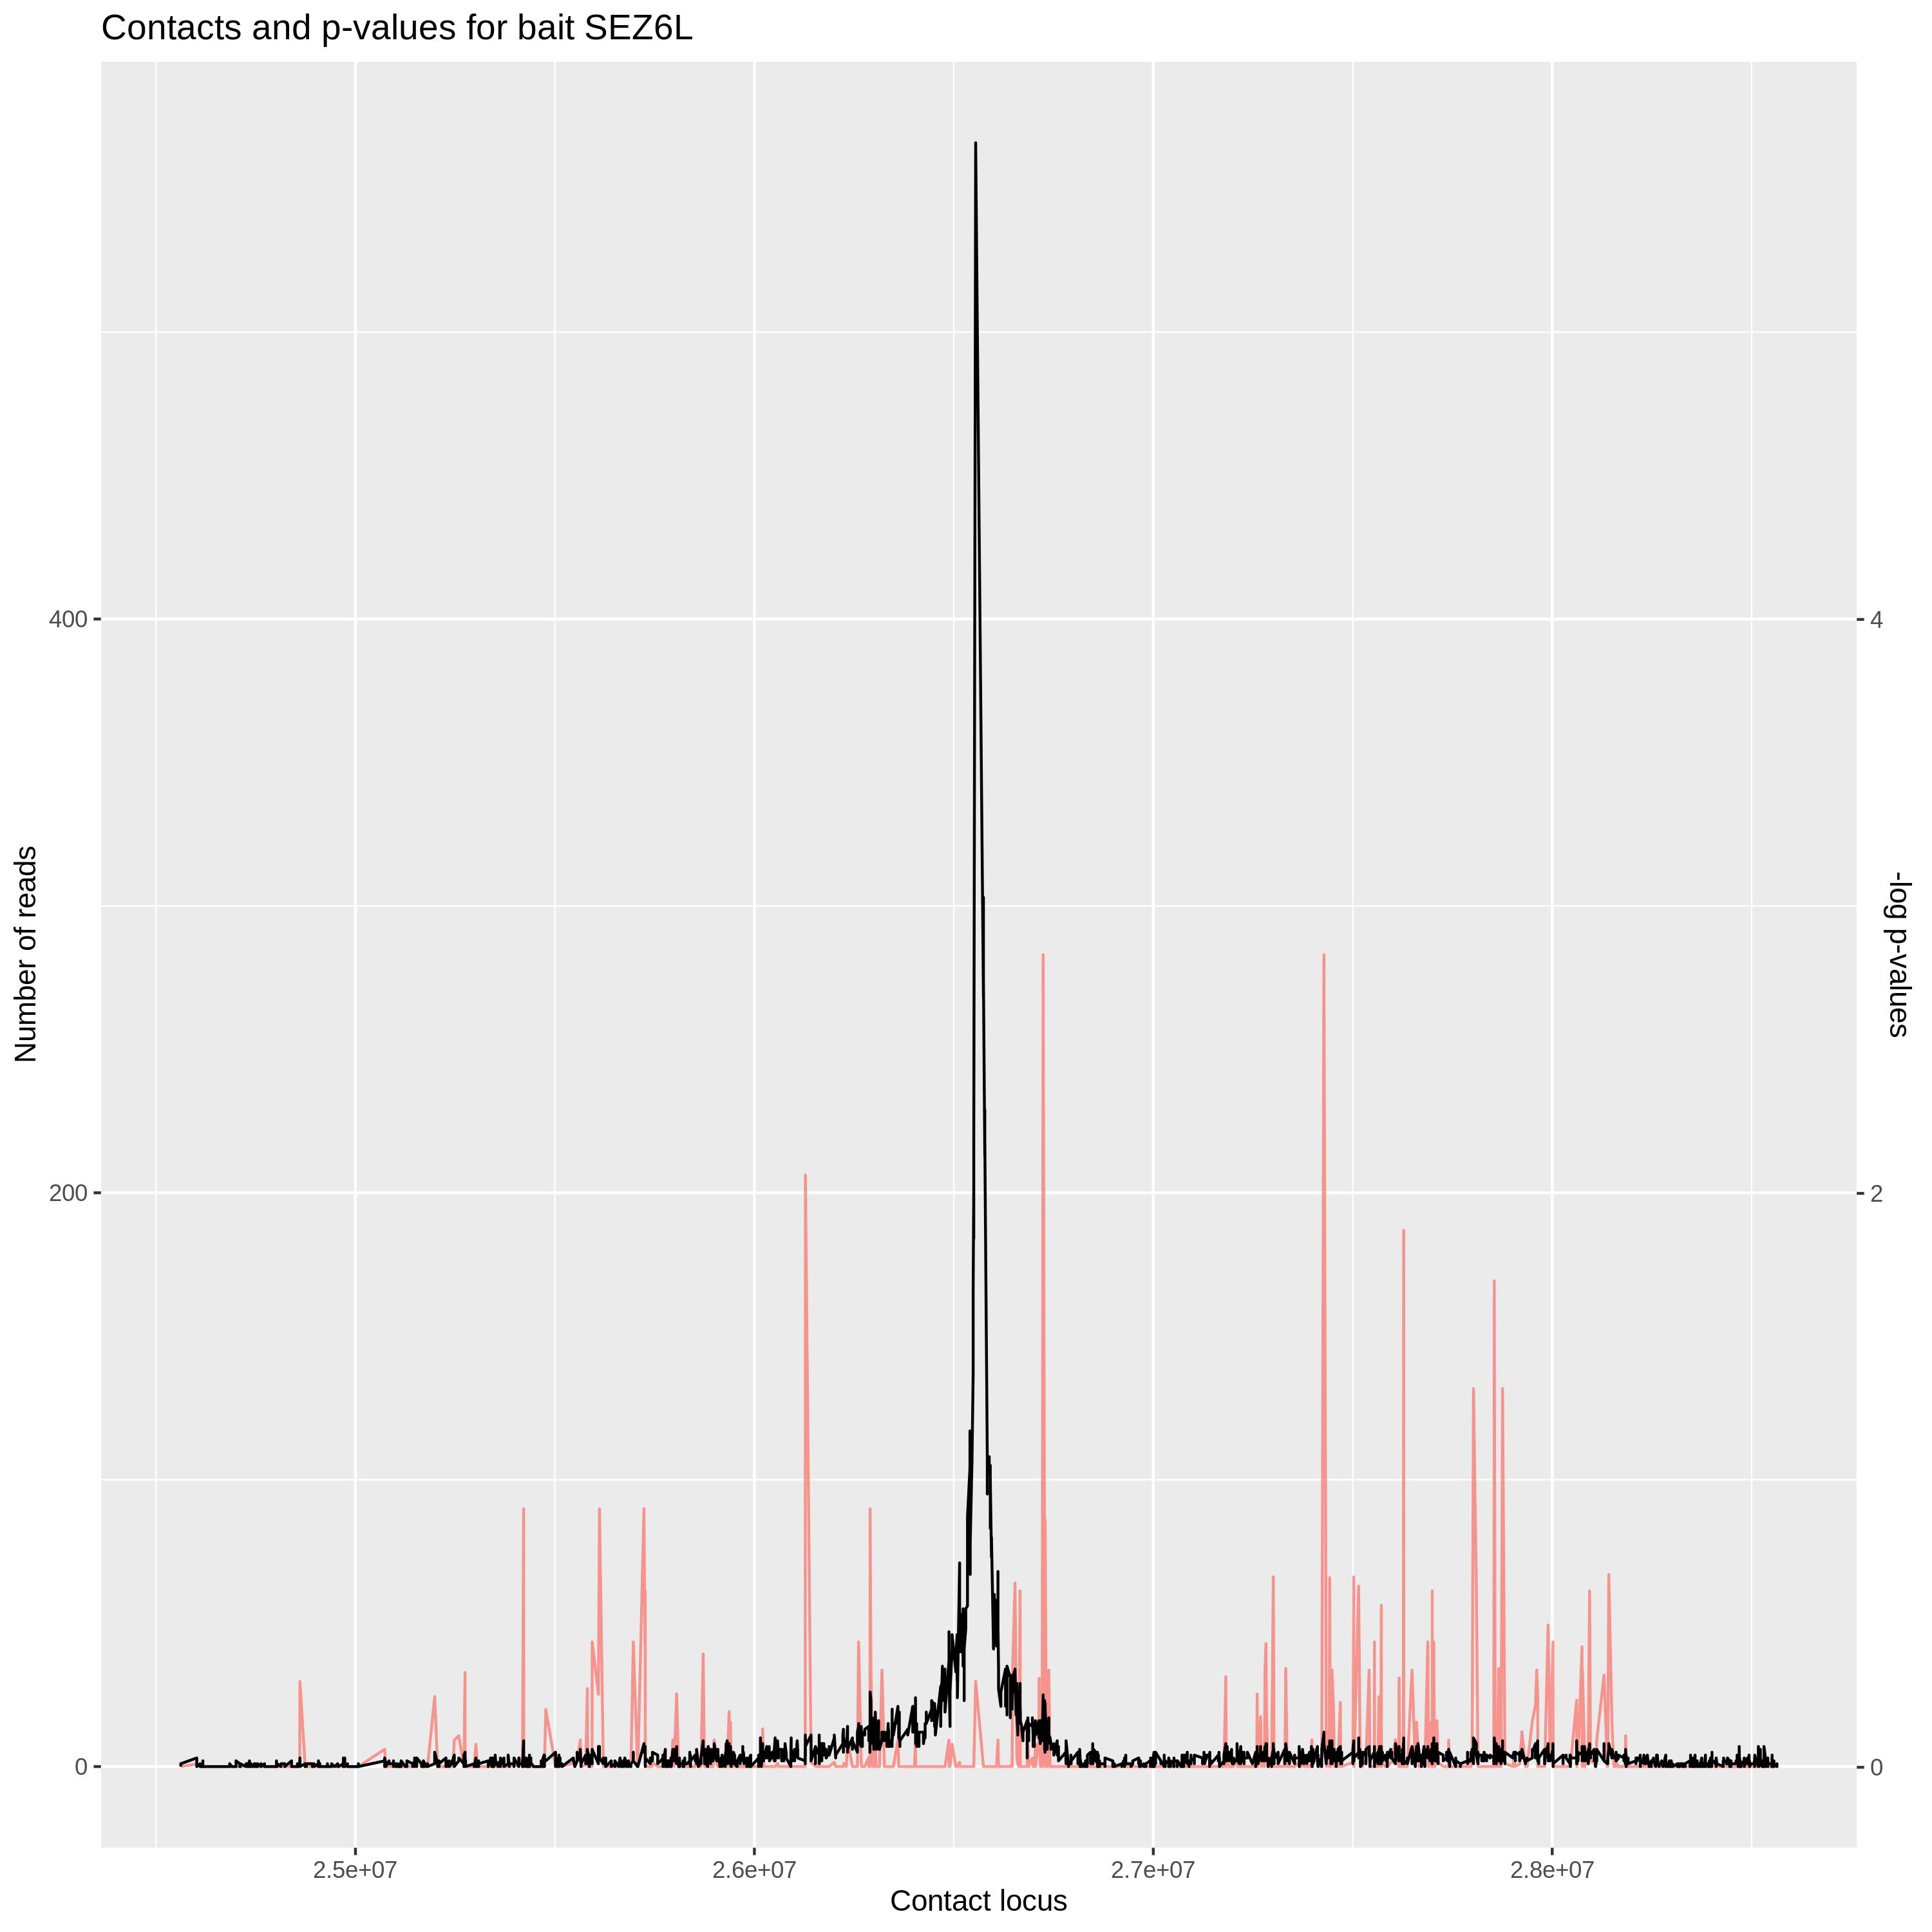 Contacts and p-values for bait SEZ6L
Number of reads
400
200
0
4
2
0
-log p-values
2.5e+07
2.6e+07
2.7e+07
2.8e+07
Contact locus